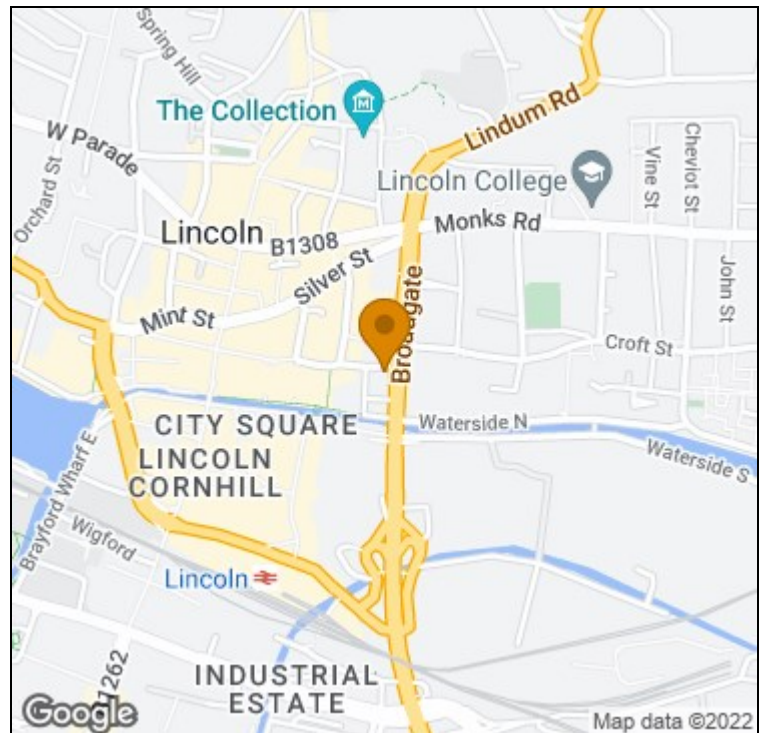 Spring Hill
The Collection
W Parade
Orchard St
Lindum Rd
Lincoln College
Vine St
Cheviot St
John St
Lincoln
B1308
Monks Rd
Silver St
Mint St
Broadgate
Croft St
CITY SQUARE
Waterside N
LINCOLN
CORNHILL
Waterside S
Brayford Wharf E
Wigford
Lincoln
INDUSTRIAL
ESTATE
Google
Map data ©2022